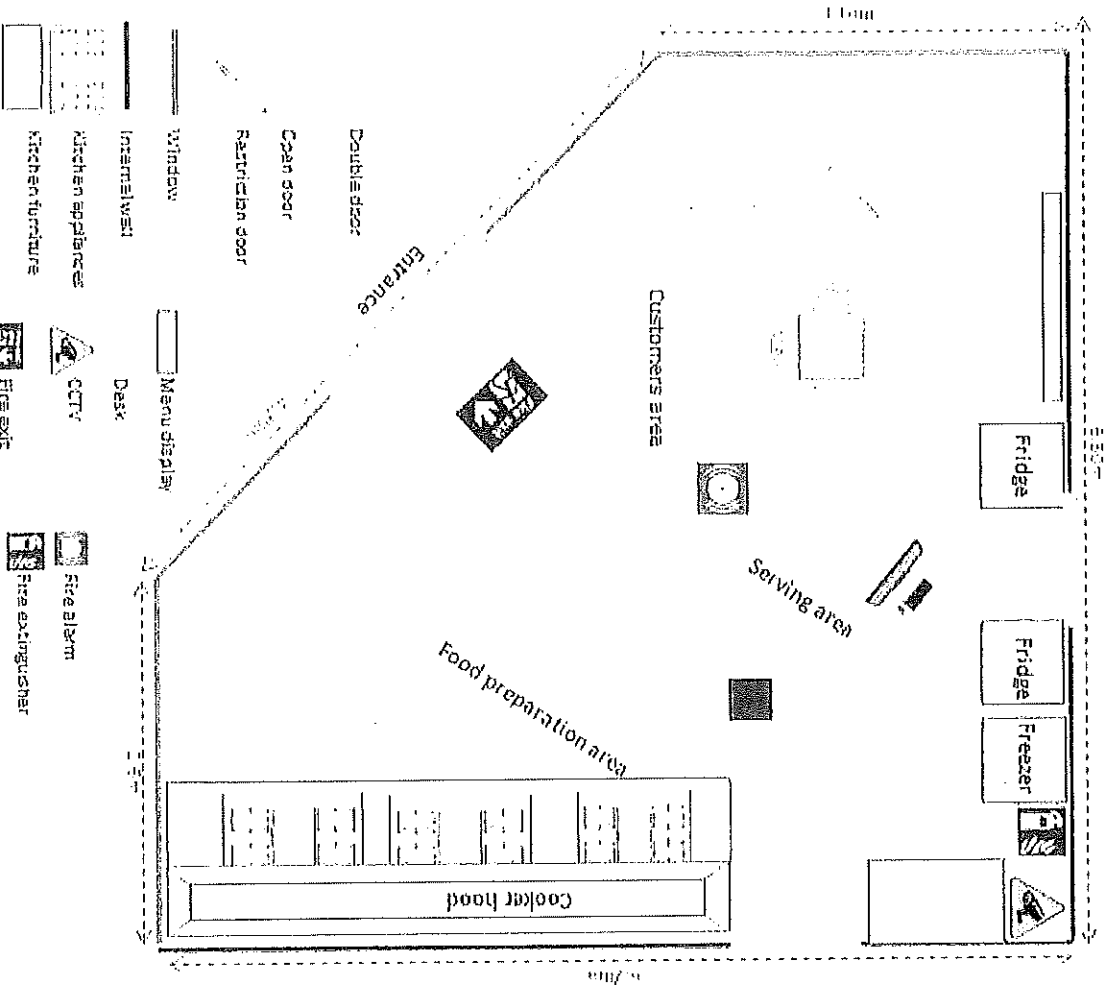 Double door
Open door
Restriction door
Window
Internal wall
Kitchen appliances
Kitchen furniture
Menu display
Desk
CCTV
Fire exit
Fire alarm
Fire extinguisher
Entrance
Customers area
Serving area
Food preparation area
Fridge
Fridge
Freezer
Cooker hood